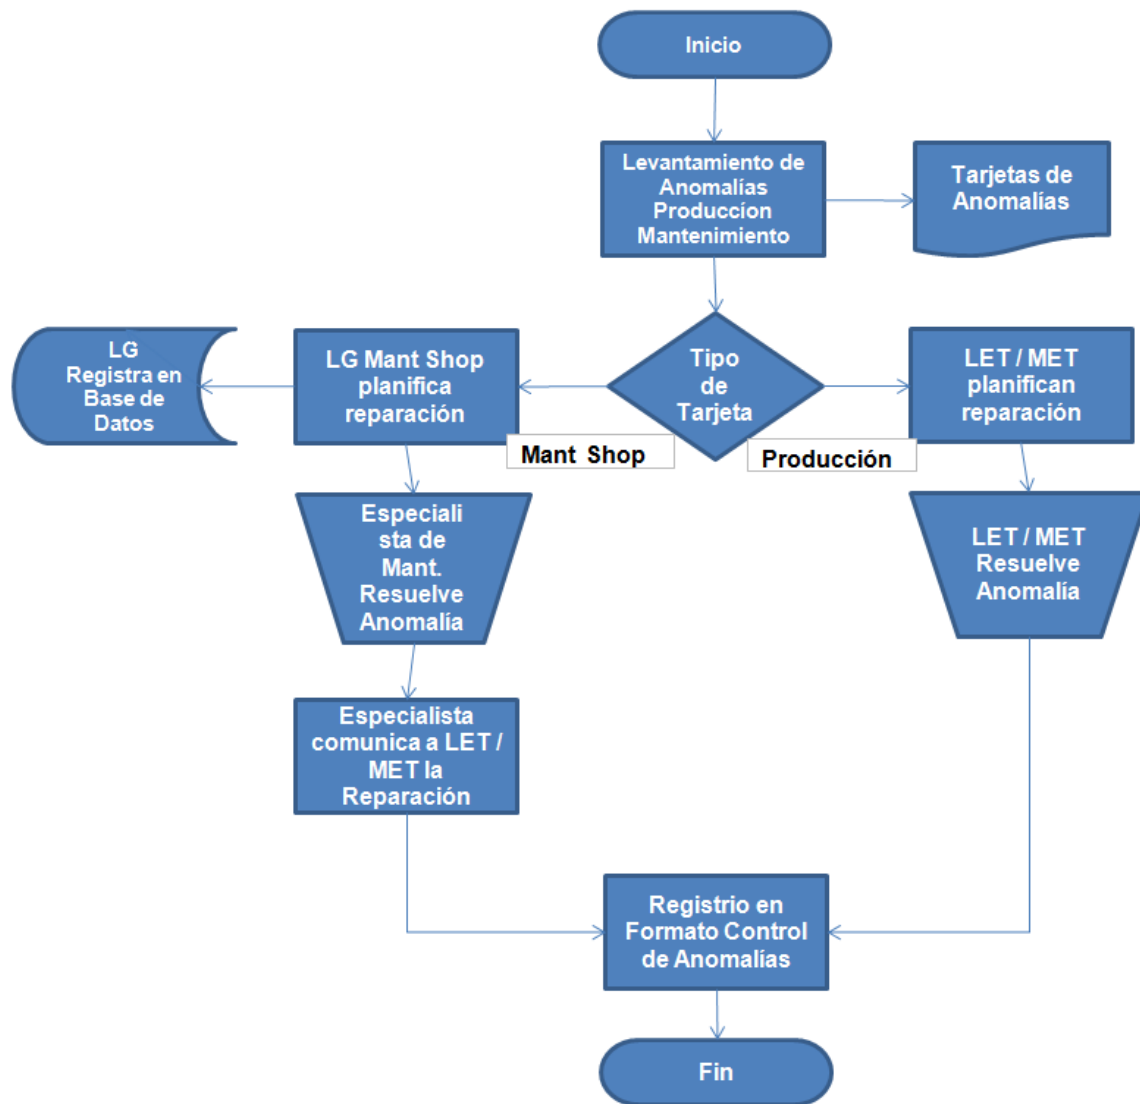 Inicio
Levantamiento de
Anomalías
Produccíon
Mantenimiento
Tarjetas de
Anomalías
LG
Registra en
Base de
Datos
LG Mant Shop
planifica
reparación
Tipo
de
Tarjeta
LET / MET
planifican
reparación
Mant Shop
Producción
Especiali
sta de
Mant.
Resuelve
Anomalía
LET / MET
Resuelve
Anomalía
Especialista
comunica a LET /
MET la
Reparación
Registrio en
Formato Control
de Anomalías
Fin